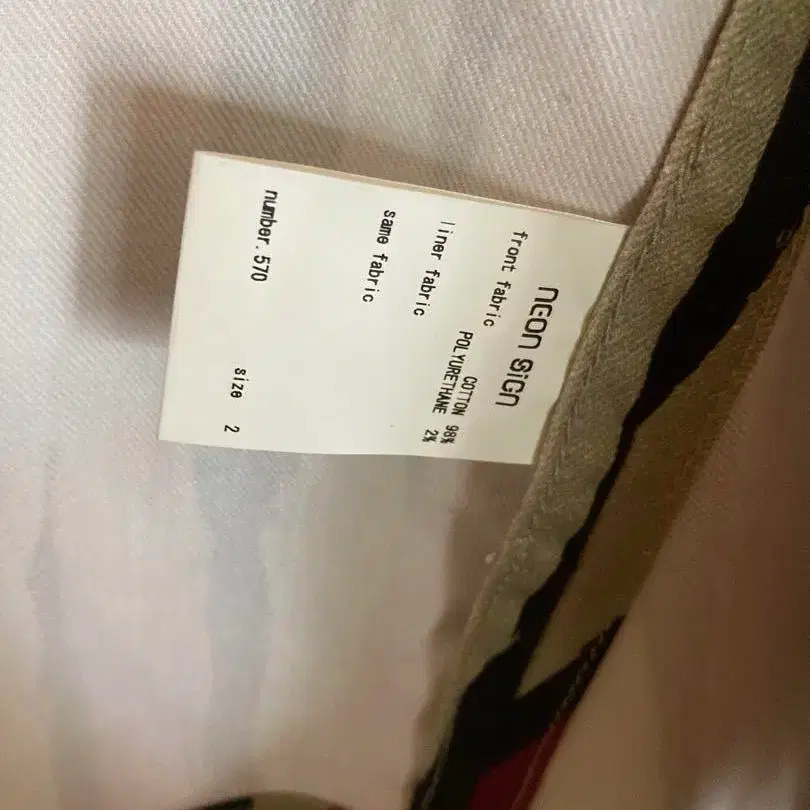 neon sign
front fabric
COTTON 98%
POLYURETHANE 2%
liner fabric
same fabric
number. 570 size 2